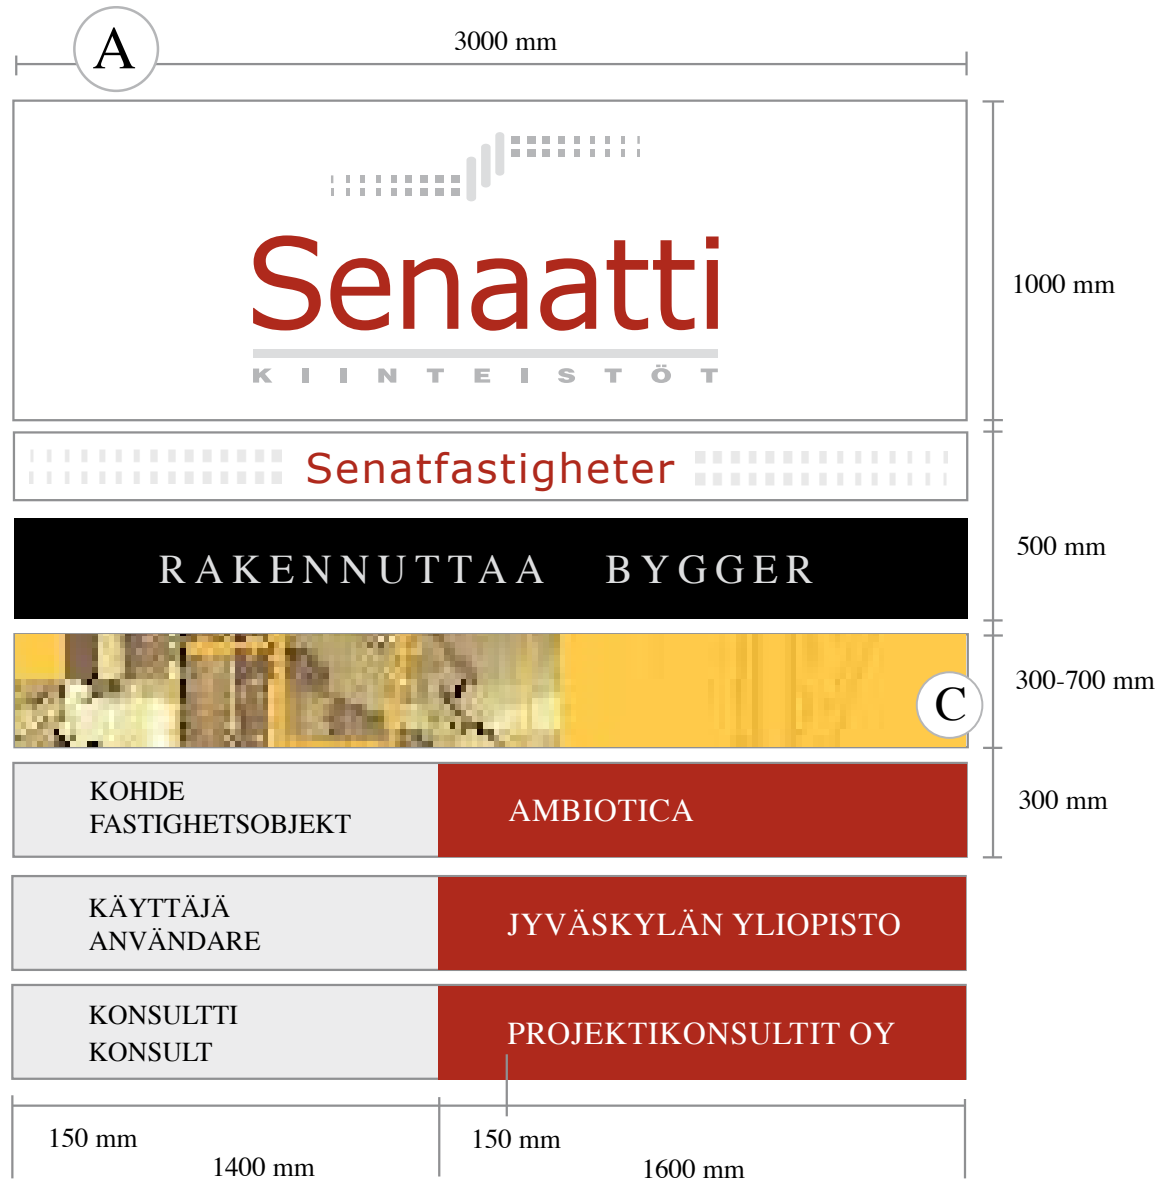 A
3000 mm
Senaatti
KIINTEISTÖT
1000 mm
Senatfastigheter
RAKENNUTTAA BYGGER
500 mm
C
300-700 mm
KOHDE
FASTIGHETSOBJEKT
AMBIOTICA
300 mm
KÄYTTÄJÄ
ANVÄNDARE
JYVÄSKYLÄN YLIOPISTO
KONSULTTI
KONSULT
PROJEKTIKONSULTIT OY
150 mm
150 mm
1400 mm
1600 mm